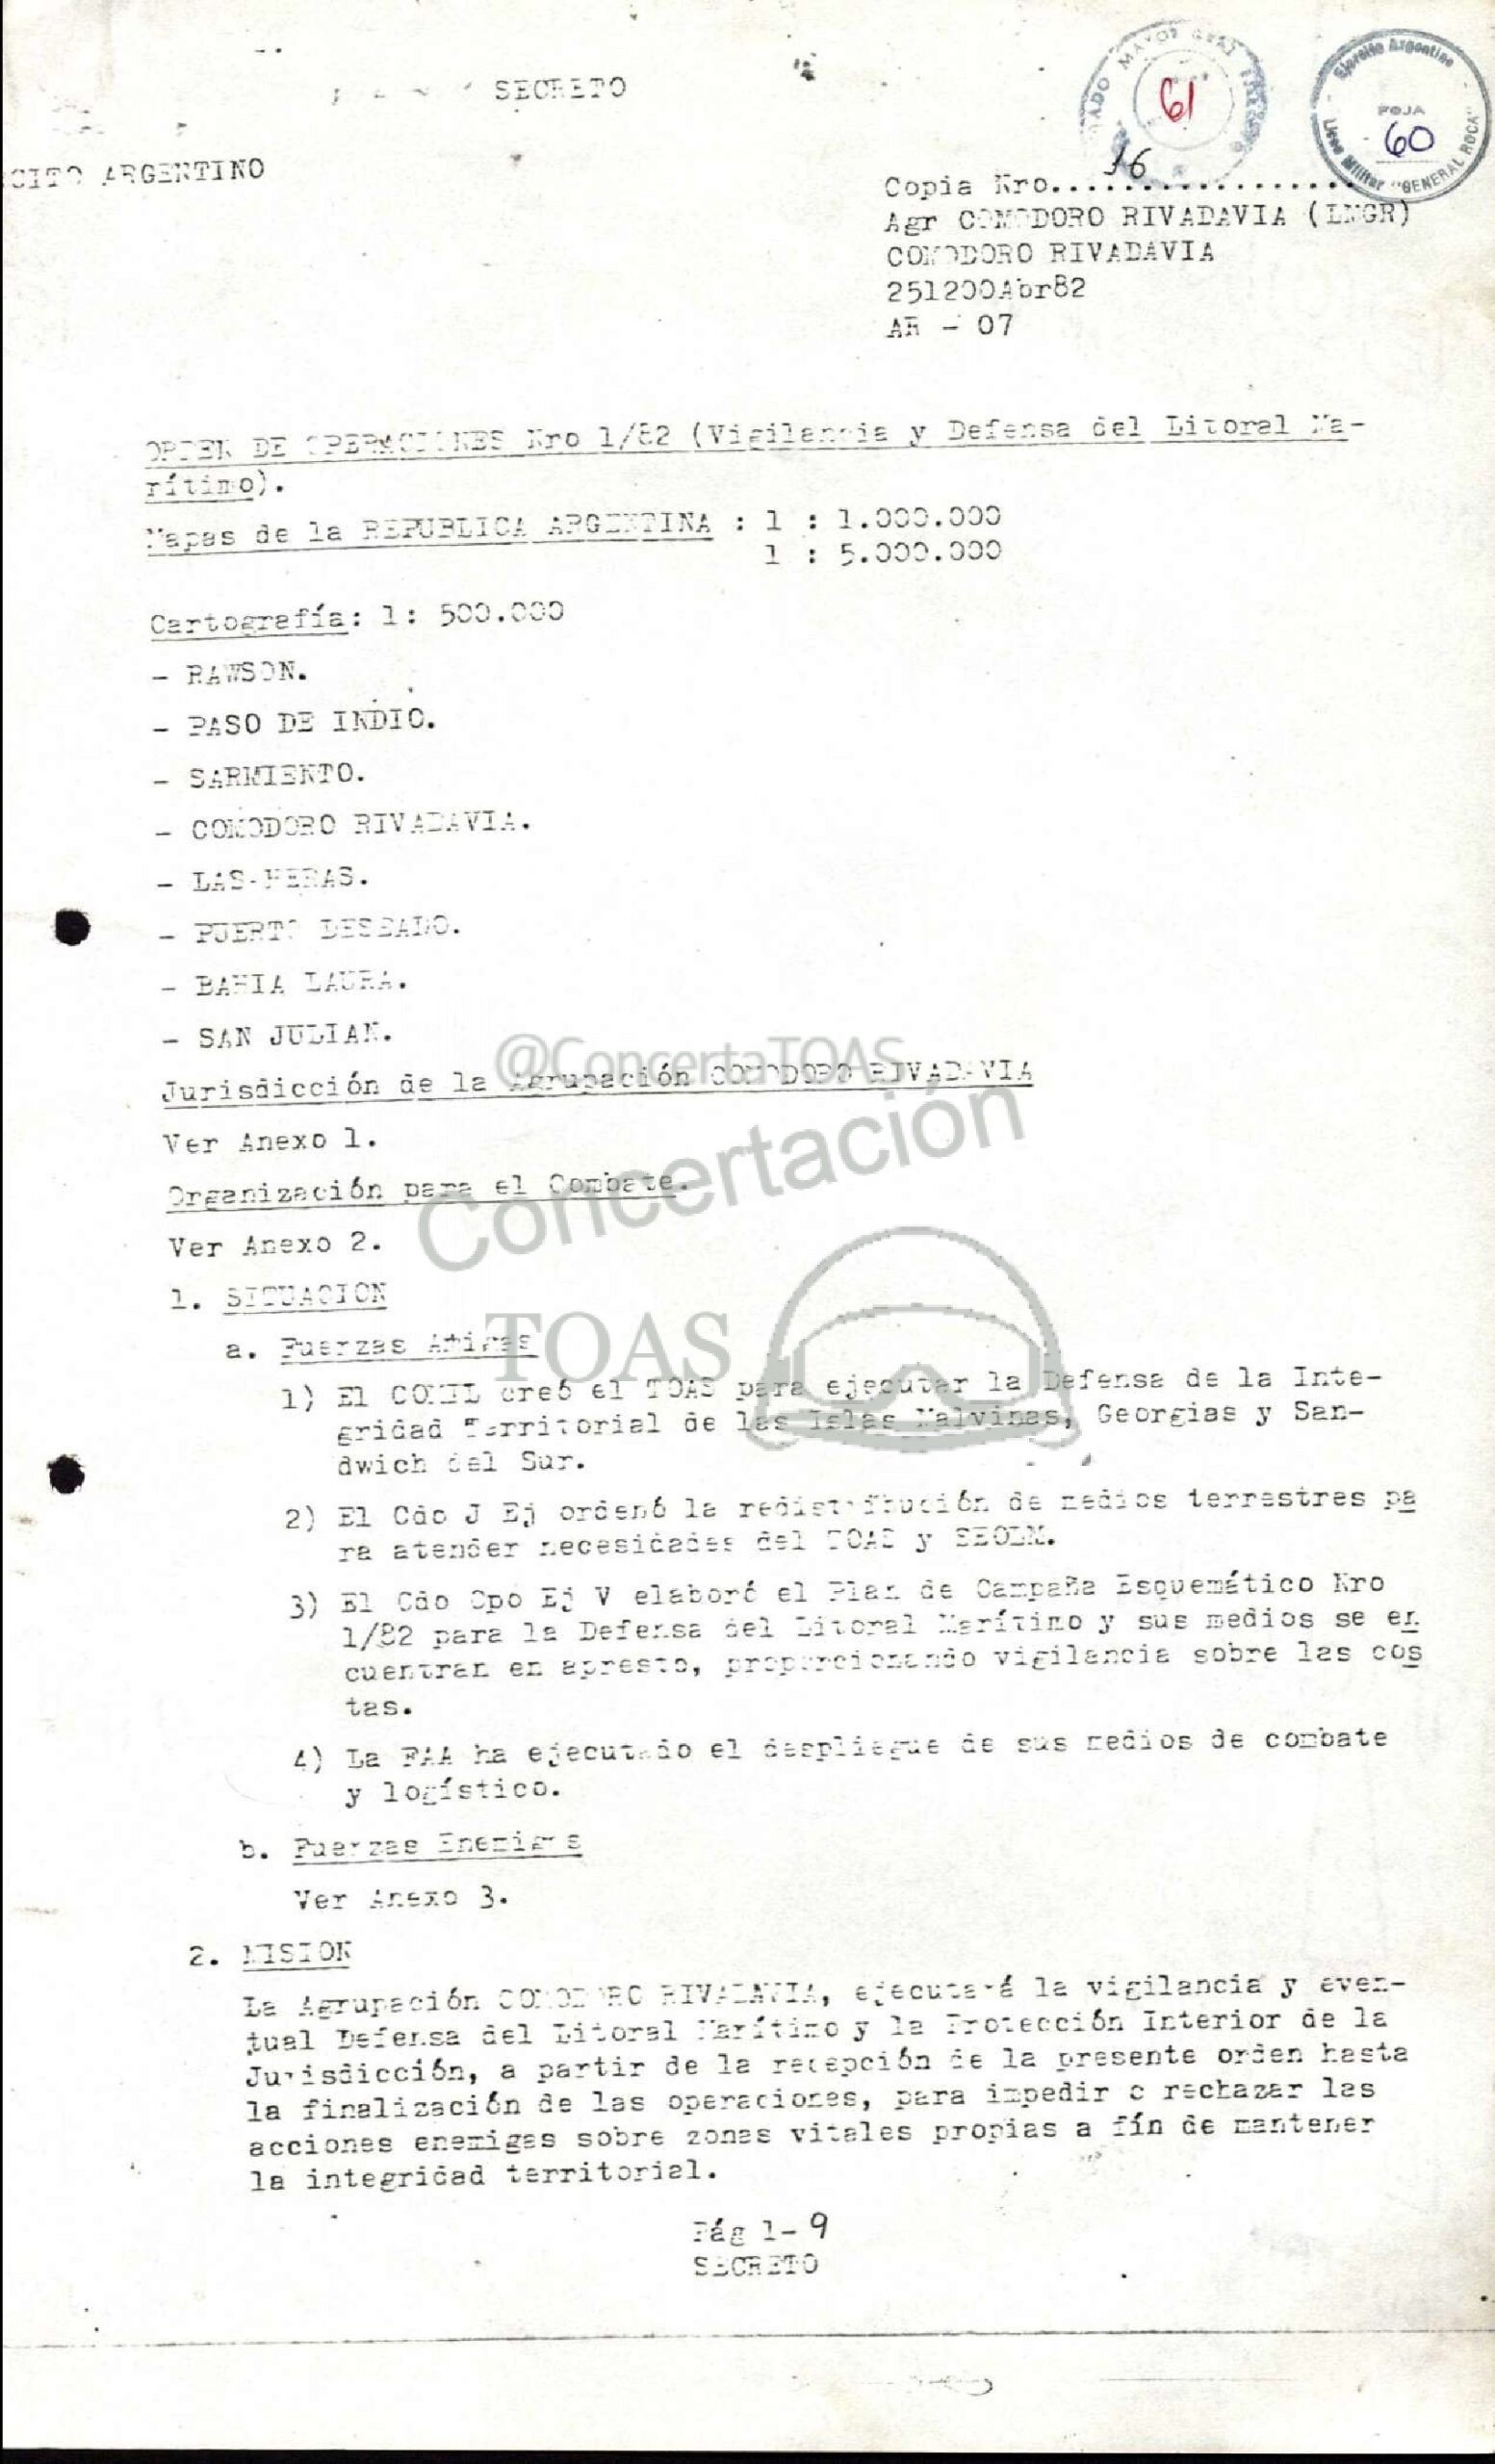 SECRETO
61
Ejército Argentino
FOJA
60
Liceo Militar "GENERAL ROCA"
CITO ARGENTINO
Copia Nro.....16...............
Agr COMODORO RIVADAVIA (LMGR)
COMODORO RIVADAVIA
251200Abr82
AR - 07
ORDEN DE OPERACIONES Nro 1/82 (Vigilancia y Defensa del Litoral Ma-
rítimo).
Mapas de la REPUBLICA ARGENTINA : 1 : 1.000.000
1 : 5.000.000
Cartografía: 1: 500.000
- RAWSON.
- PASO DE INDIO.
- SARMIENTO.
- COMODORO RIVADAVIA.
- LAS HERAS.
- PUERTO DESEADO.
- BAHIA LAURA.
- SAN JULIAN.
@ConcertaTOAS
Jurisdicción de la Agrupación COMODORO RIVADAVIA
Concertación
Ver Anexo 1.
Organización para el Combate.
Ver Anexo 2.
1. SITUACION
TOAS
a. Fuerzas Amigas
1) El COMIL creó el TOAS para ejecutar la Defensa de la Inte-
gridad Territorial de las Islas Malvinas, Georgias y San-
dwich del Sur.
2) El Cdo J Ej ordenó la redistribución de medios terrestres pa
ra atender necesidades del TOAS y SEOLM.
3) El Cdo Cpo Ej V elaboró el Plan de Campaña Esquemático Nro
1/82 para la Defensa del Litoral Marítimo y sus medios se en
cuentran en apresto, proporcionando vigilancia sobre las cos
tas.
4) La FAA ha ejecutado el despliegue de sus medios de combate
y logístico.
b. Fuerzas Enemigas
Ver Anexo 3.
2. MISION
La Agrupación COMODORO RIVADAVIA, ejecutará la vigilancia y even-
tual Defensa del Litoral Marítimo y la Protección Interior de la
Jurisdicción, a partir de la recepción de la presente orden hasta
la finalización de las operaciones, para impedir o rechazar las
acciones enemigas sobre zonas vitales propias a fín de mantener
la integridad territorial.
Pág 1-9
SECRETO